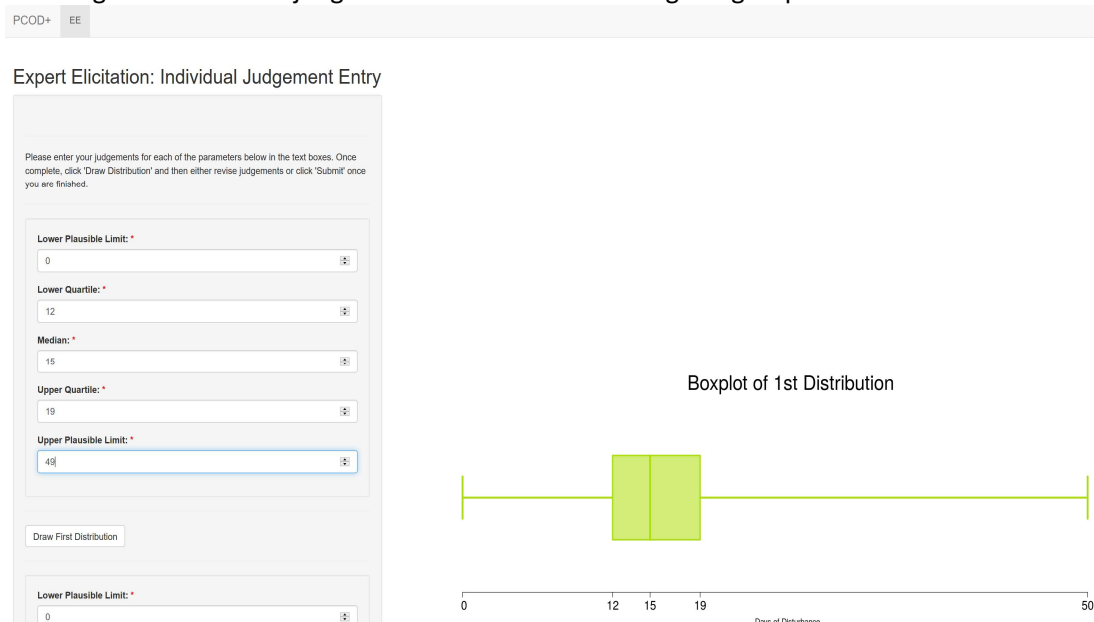 PCOD+ EE
Expert Elicitation: Individual Judgement Entry
Please enter your judgements for each of the parameters below in the text boxes. Once
complete, click 'Draw Distribution' and then either revise judgements or click 'Submit' once
you are finished.
Lower Plausible Limit: *
0
Lower Quartile: *
12
Median: *
15
Upper Quartile: *
19
Upper Plausible Limit: *
49
Draw First Distribution
Lower Plausible Limit: *
0
Boxplot of 1st Distribution
0 12 15 19 50
Days of Disturbance